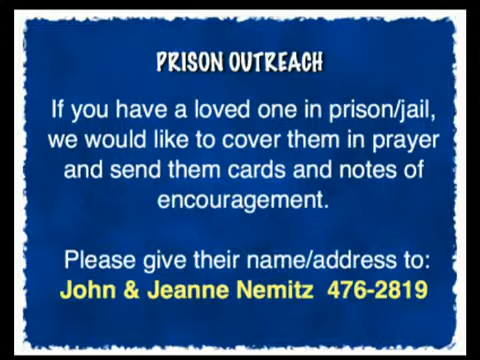 PRISON OUTREACH
If you have a loved one in prison/jail,
we would like to cover them in prayer
and send them cards and notes of
encouragement.
Please give their name/address to:
John & Jeanne Nemitz  476-2819